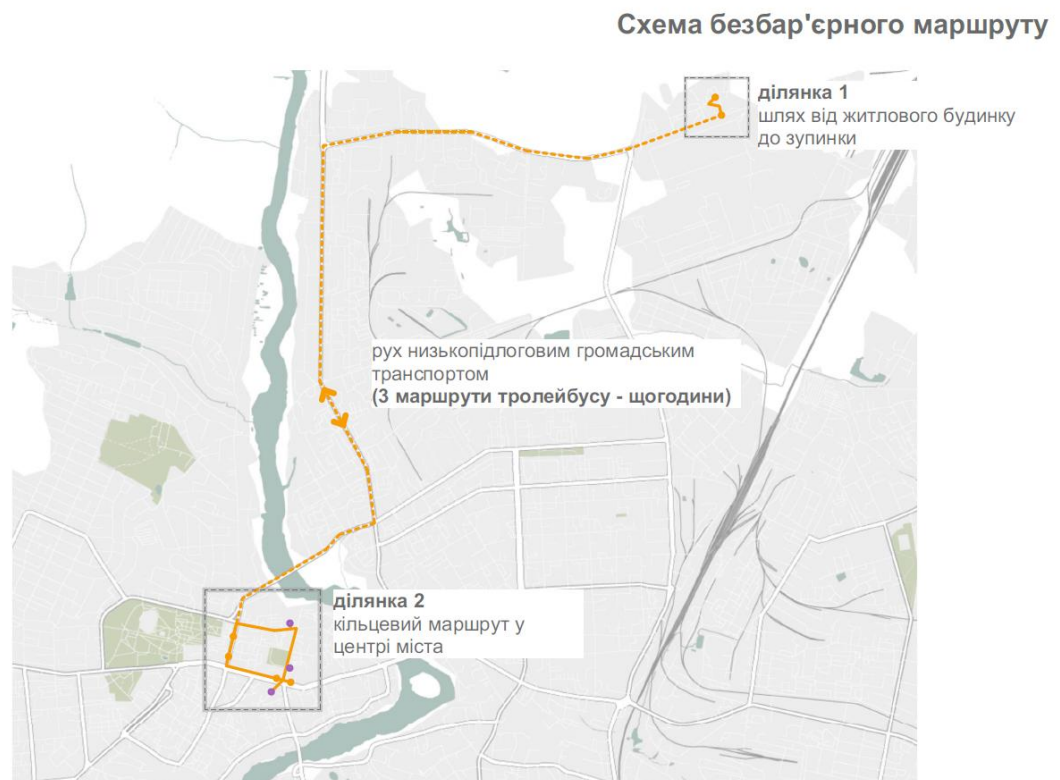 Схема безбар'єрного маршруту
ділянка 1
шлях від житлового будинку
до зупинки
рух низькопідлоговим громадським
транспортом
(3 маршрути тролейбусу - щогодини)
ділянка 2
кільцевий маршрут у
центрі міста